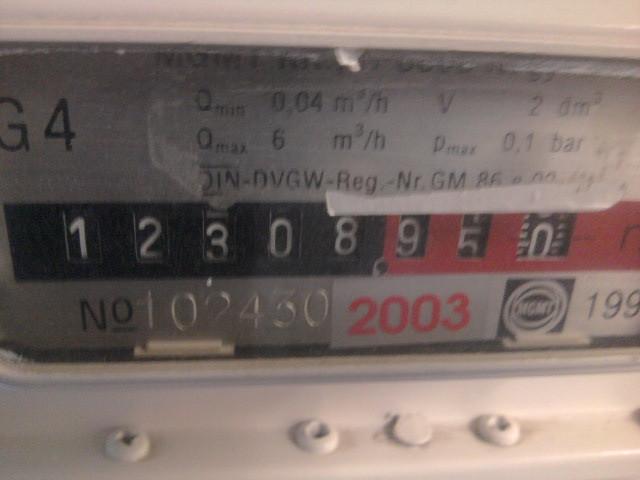 G4
Qmin 0,04 m³/h V 2 dm³
Qmax 6 m³/h pmax 0,1 bar
DIN-DVGW-Reg.-Nr. GM 86
1 2 3 0 8 9 5 0
No 102430 2003 MGMT 199